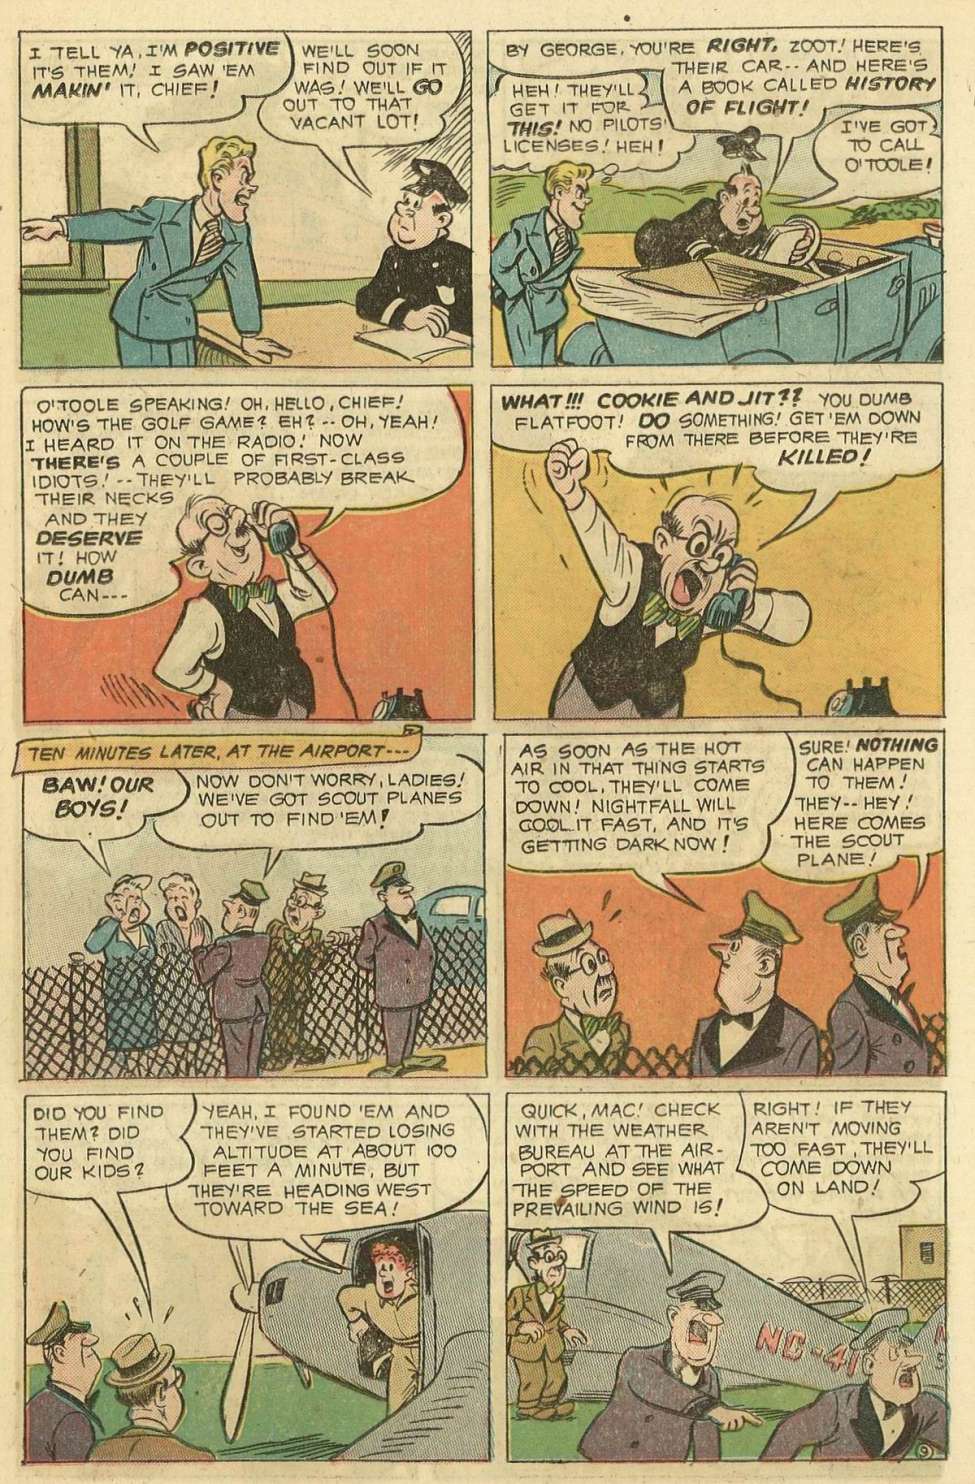 I TELL YA, I'M POSITIVE
IT'S THEM! I SAW 'EM
MAKIN' IT, CHIEF!
WE'LL SOON
FIND OUT IF IT
WAS! WE'LL GO
OUT TO THAT
VACANT LOT!
BY GEORGE, YOU'RE RIGHT, ZOOT! HERE'S
THEIR CAR-- AND HERE'S
A BOOK CALLED HISTORY
OF FLIGHT!
HEH! THEY'LL
GET IT FOR
THIS! NO PILOTS'
LICENSES! HEH!
I'VE GOT
TO CALL
O'TOOLE!
O'TOOLE SPEAKING! OH, HELLO, CHIEF!
HOW'S THE GOLF GAME? EH?-- OH, YEAH!
I HEARD IT ON THE RADIO! NOW
THERE'S A COUPLE OF FIRST-CLASS
IDIOTS!-- THEY'LL PROBABLY BREAK
THEIR NECKS
AND THEY
DESERVE
IT! HOW
DUMB
CAN---
WHAT!!! COOKIE AND JIT?? YOU DUMB
FLATFOOT! DO SOMETHING! GET 'EM DOWN
FROM THERE BEFORE THEY'RE
KILLED!
TEN MINUTES LATER, AT THE AIRPORT---
BAW! OUR
BOYS!
NOW DON'T WORRY, LADIES!
WE'VE GOT SCOUT PLANES
OUT TO FIND 'EM!
AS SOON AS THE HOT
AIR IN THAT THING STARTS
TO COOL, THEY'LL COME
DOWN! NIGHTFALL WILL
COOL IT FAST, AND IT'S
GETTING DARK NOW!
SURE! NOTHING
CAN HAPPEN
TO THEM!
THEY-- HEY!
HERE COMES
THE SCOUT
PLANE!
DID YOU FIND
THEM? DID
YOU FIND
OUR KIDS?
YEAH, I FOUND 'EM AND
THEY'VE STARTED LOSING
ALTITUDE AT ABOUT 100
FEET A MINUTE, BUT
THEY'RE HEADING WEST
TOWARD THE SEA!
QUICK, MAC! CHECK
WITH THE WEATHER
BUREAU AT THE AIR-
PORT AND SEE WHAT
THE SPEED OF THE
PREVAILING WIND IS!
RIGHT! IF THEY
AREN'T MOVING
TOO FAST, THEY'LL
COME DOWN
ON LAND!
NC-41
9